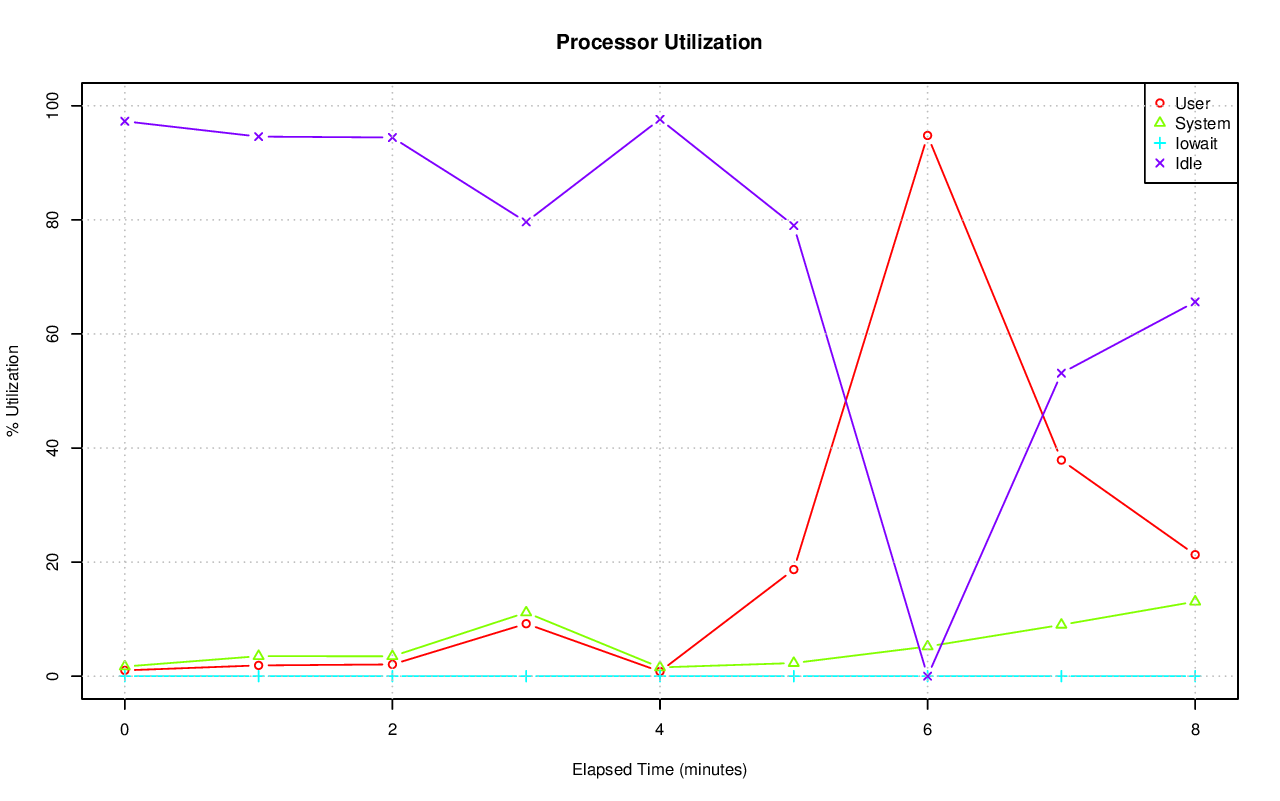 Processor Utilization
User
System
Iowait
Idle
100
80
60
40
20
0
% Utilization
0 2 4 6 8
Elapsed Time (minutes)